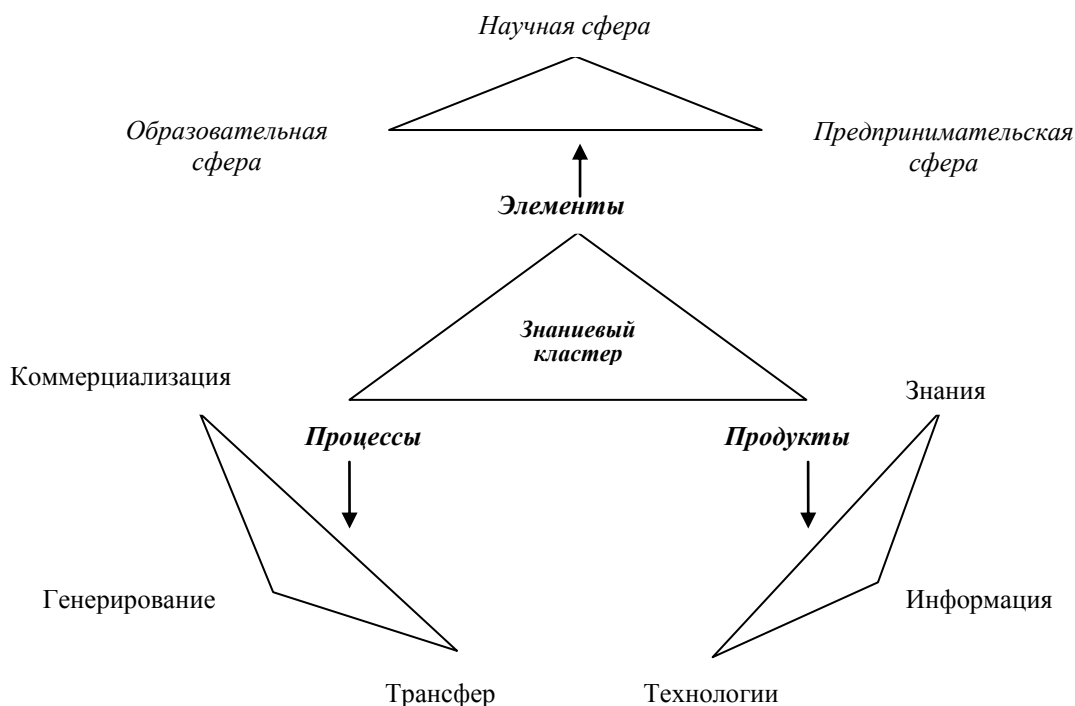 Научная сфера
Образовательная
сфера
Предпринимательская
сфера
Элементы
Знаниевый
кластер
Коммерциализация
Знания
Процессы
Продукты
Генерирование
Информация
Трансфер
Технологии